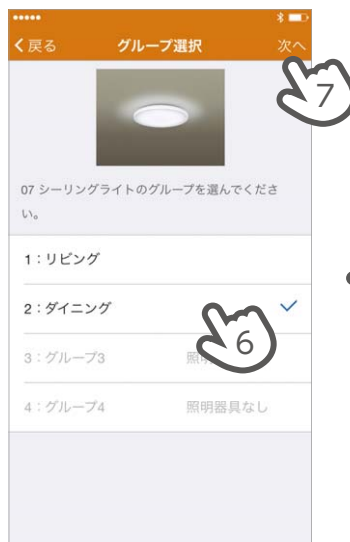 戻る グループ選択 次へ
7
07 シーリングライトのグループを選んでくださ
い。
1：リビング
2：ダイニング
6
3：グループ3 照明
4：グループ4 照明器具なし